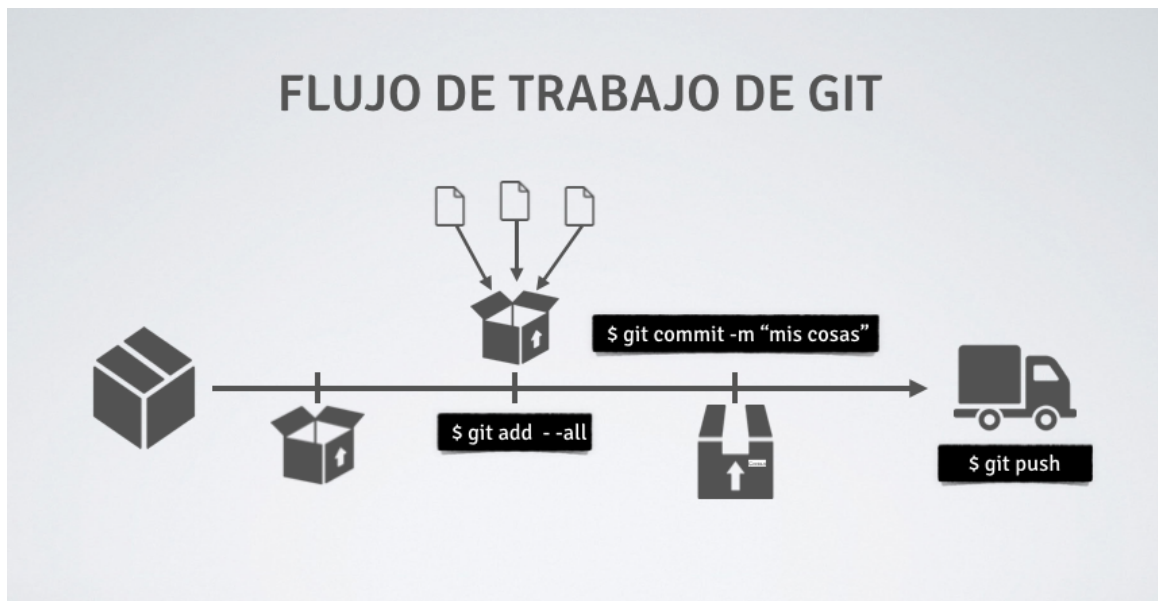 FLUJO DE TRABAJO DE GIT
$ git commit -m “mis cosas”
$ git add - -all
$ git push